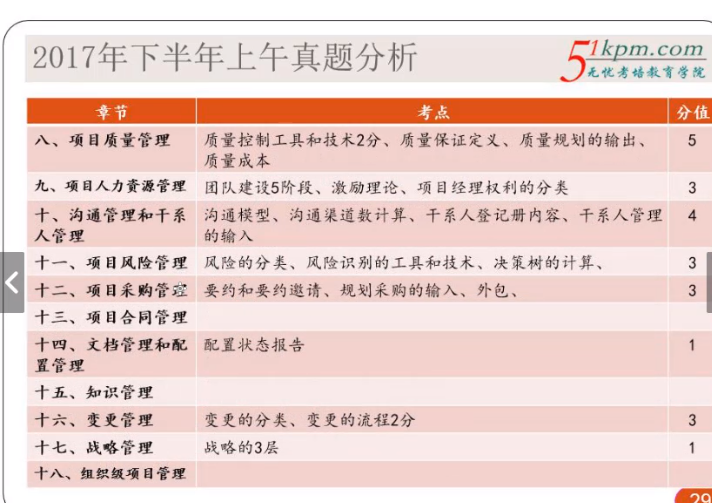 2017年下半年上午真题分析
51kpm.com
无忧考培教育学院
章节 考点 分值
八、项目质量管理 质量控制工具和技术2分、质量保证定义、质量规划的输出、 5
质量成本
九、项目人力资源管理 团队建设5阶段、激励理论、项目经理权利的分类 3
十、沟通管理和干系 沟通模型、沟通渠道数计算、干系人登记册内容、干系人管理 4
人管理 的输入
十一、项目风险管理 风险的分类、风险识别的工具和技术、决策树的计算、 3
十二、项目采购管理 要约和要约邀请、规划采购的输入、外包、 3
十三、项目合同管理
十四、文档管理和配 配置状态报告 1
置管理
十五、知识管理
十六、变更管理 变更的分类、变更的流程2分 3
十七、战略管理 战略的3层 1
十八、组织级项目管理
29